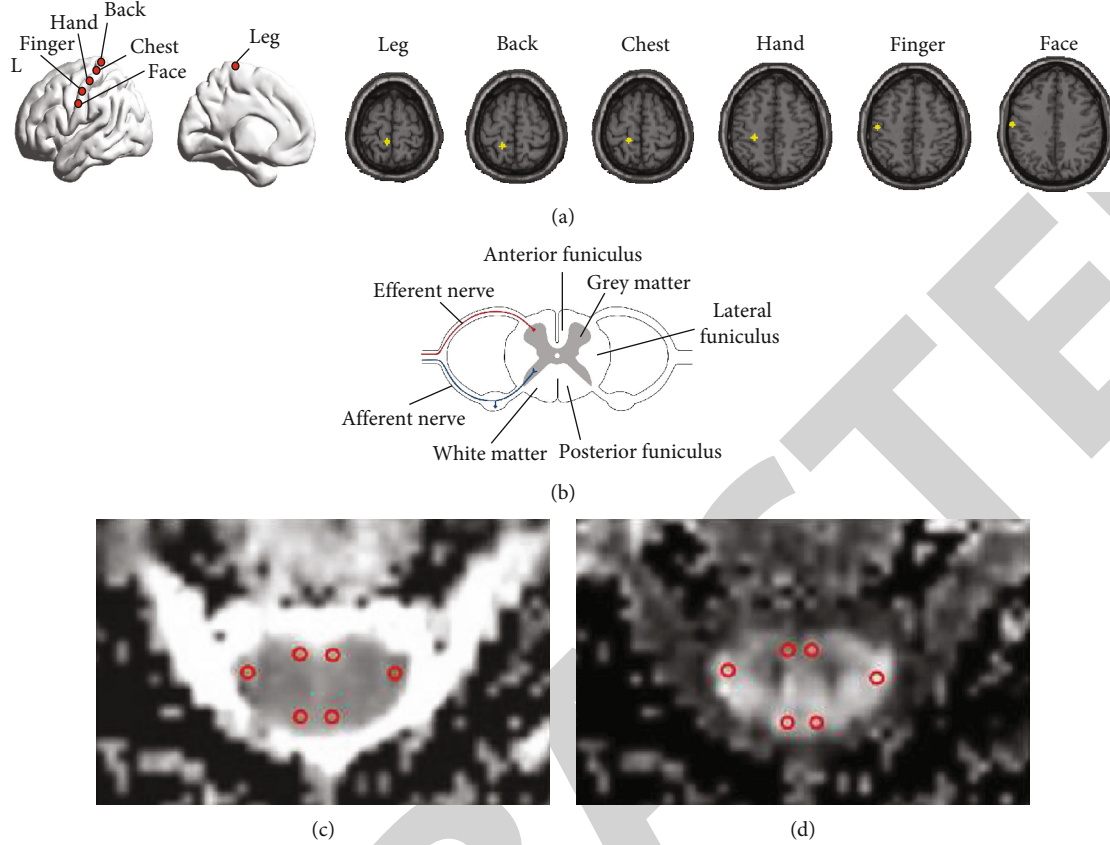 Back
Hand
Finger
Chest
L
Face
Leg
Leg
Back
Chest
Hand
Finger
Face
(a)
Anterior funiculus
Efferent nerve
Grey matter
Lateral
funiculus
Afferent nerve
White matter
Posterior funiculus
(b)
(c)
(d)